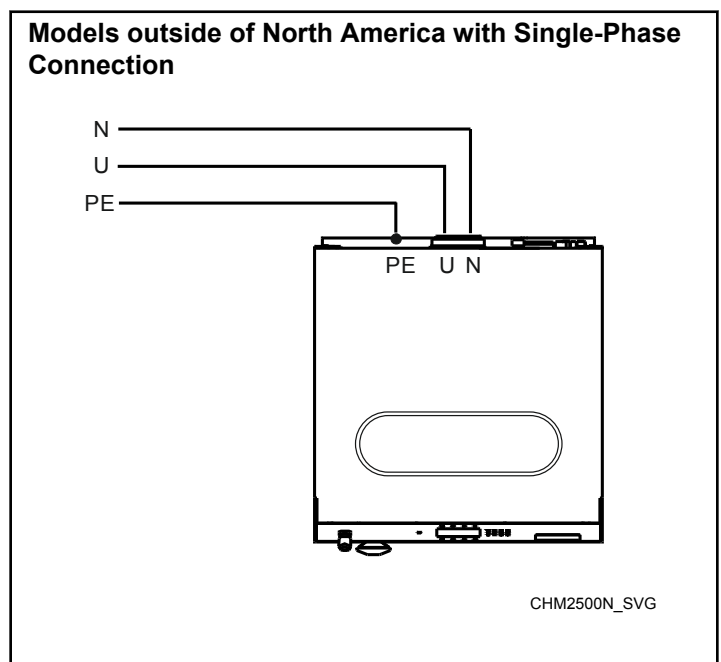 Models outside of North America with Single-Phase
Connection
N
U
PE
PE U N
CHM2500N_SVG